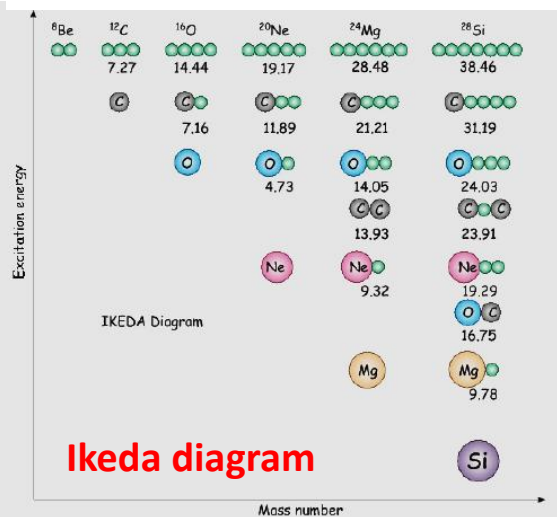 ⁸Be ¹²C ¹⁶O ²⁰Ne ²⁴Mg ²⁸Si
7.27 14.44 19.17 28.48 38.46
C C C C C
7.16 11.89 21.21 31.19
O O O O
4.73 14.05 24.03
C C C C
13.93 23.91
Ne Ne Ne
9.32 19.29
IKEDA Diagram O C
16.75
Mg Mg
9.78
Ikeda diagram Si
Excitation energy
Mass number